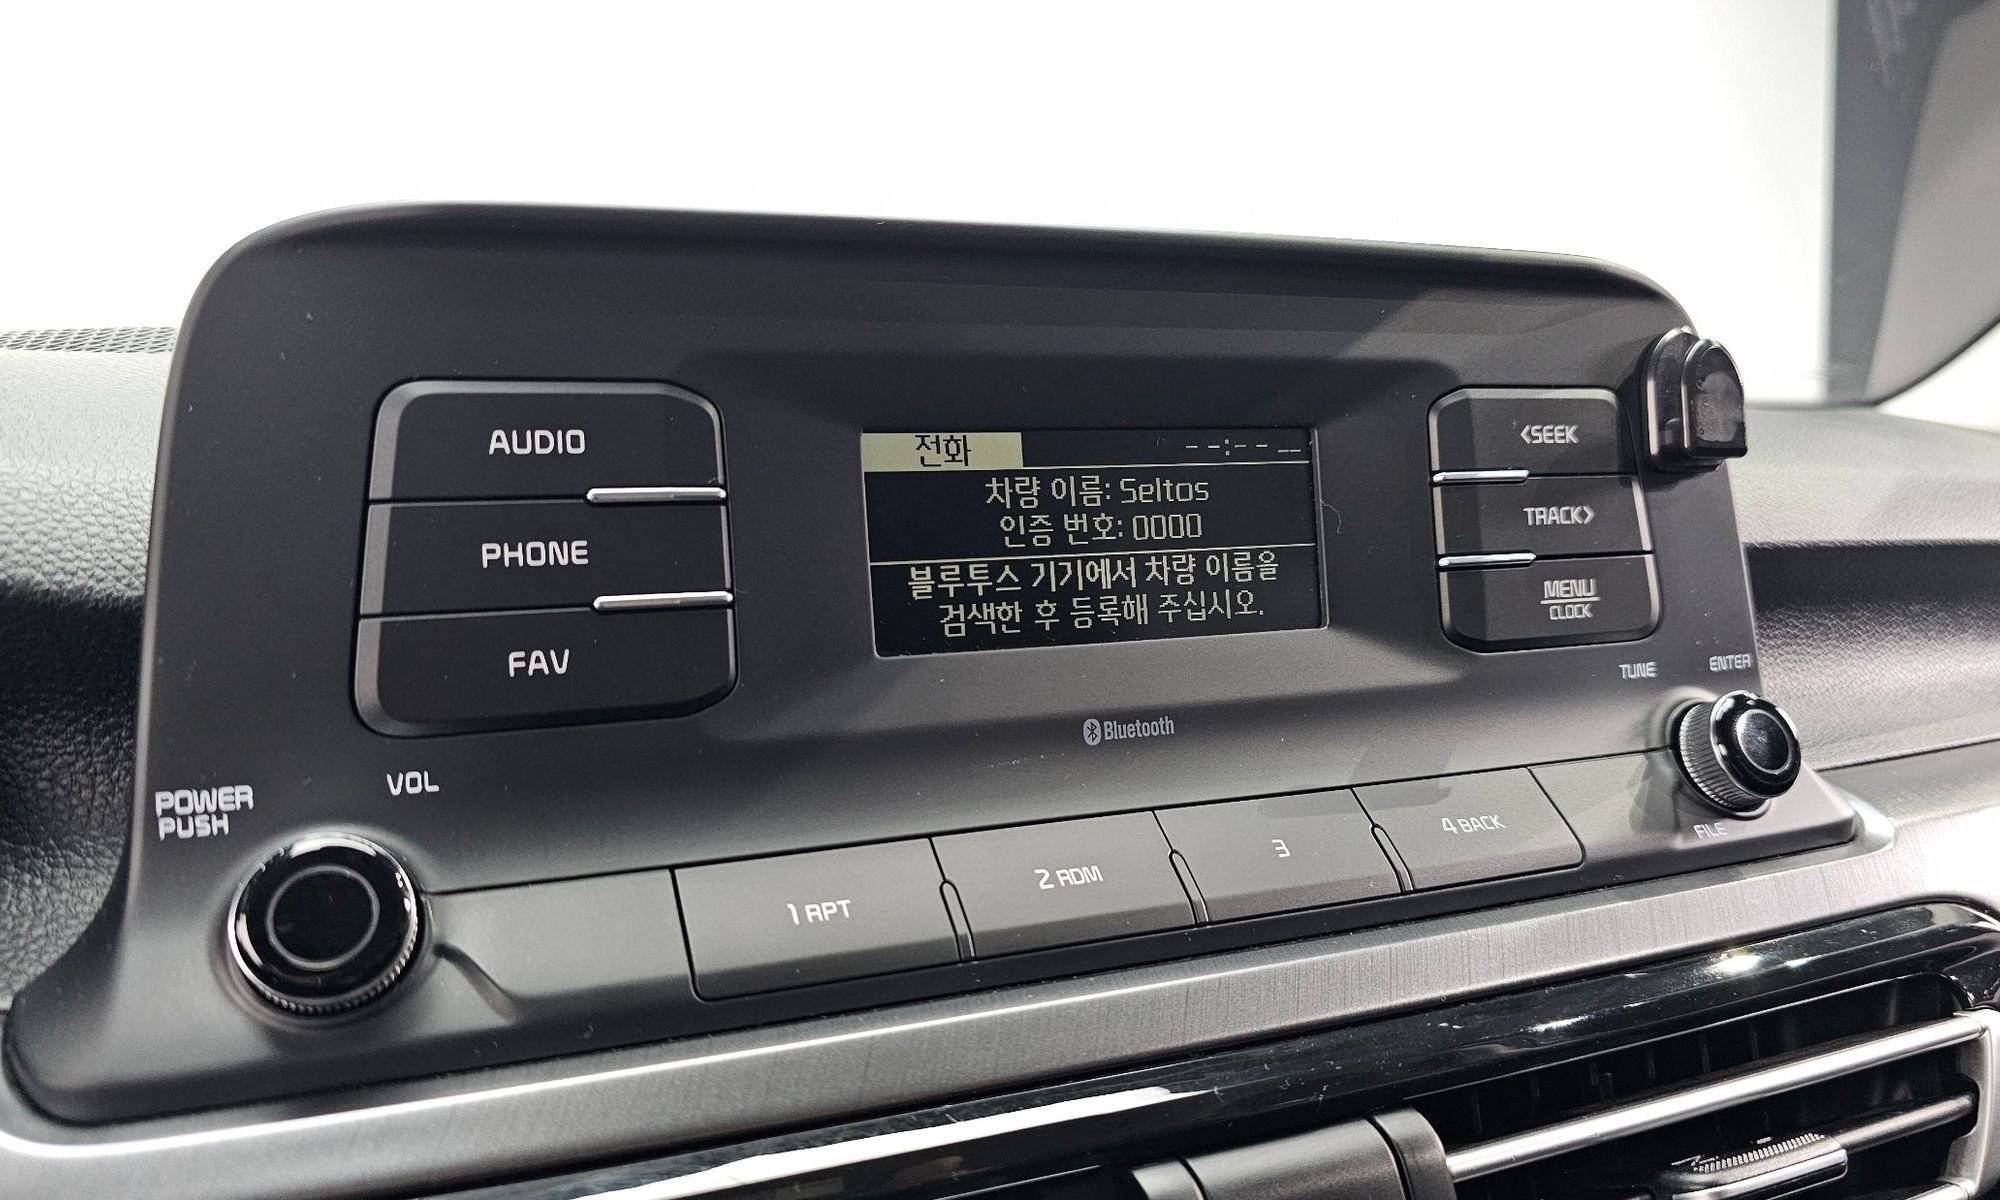 AUDIO
PHONE
FAV
전화 --:-- --
차량 이름: Seltos
인증 번호: 0000
블루투스 기기에서 차량 이름을
검색한 후 등록해 주십시오.
<SEEK
TRACK>
MENU
CLOCK
TUNE
ENTER
FILE
Bluetooth
POWER
PUSH
VOL
1 RPT
2 RDM
3
4 BACK